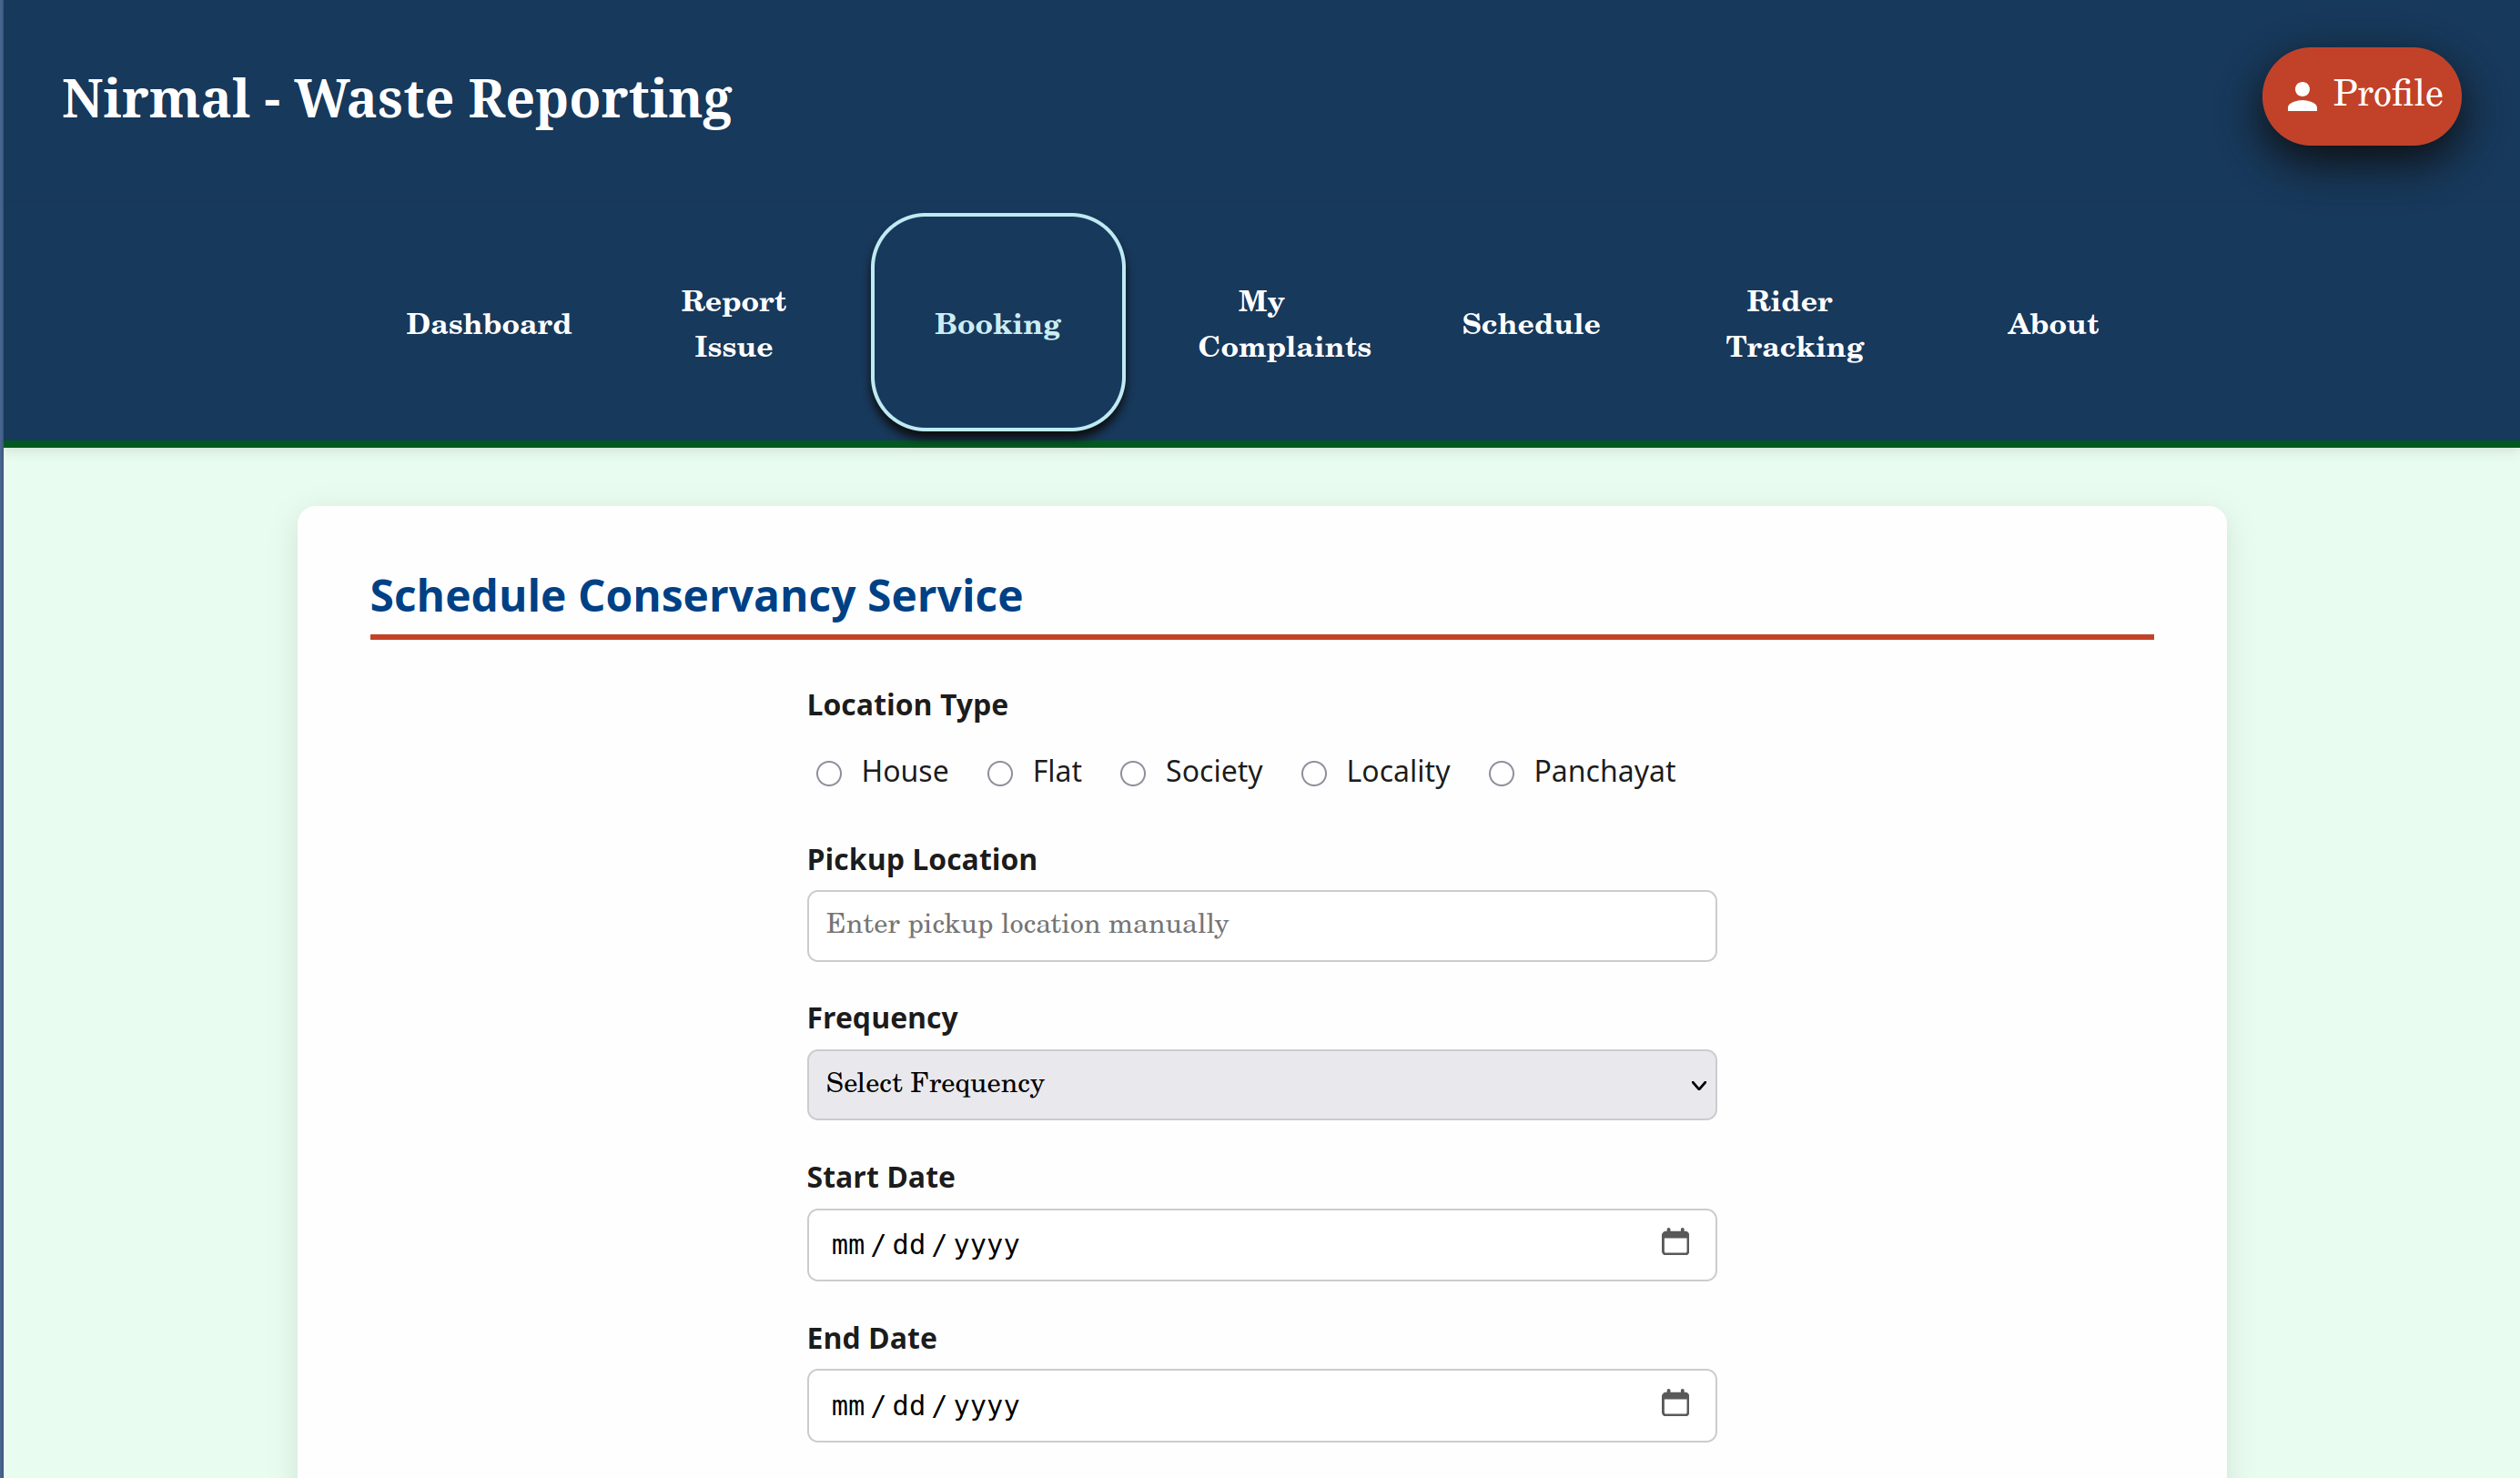 Nirmal - Waste Reporting
Profile
Dashboard
Report
Issue
Booking
My
Complaints
Schedule
Rider
Tracking
About
Schedule Conservancy Service
Location Type
House Flat Society Locality Panchayat
Pickup Location
Enter pickup location manually
Frequency
Select Frequency
Start Date
mm/dd/yyyy
End Date
mm/dd/yyyy